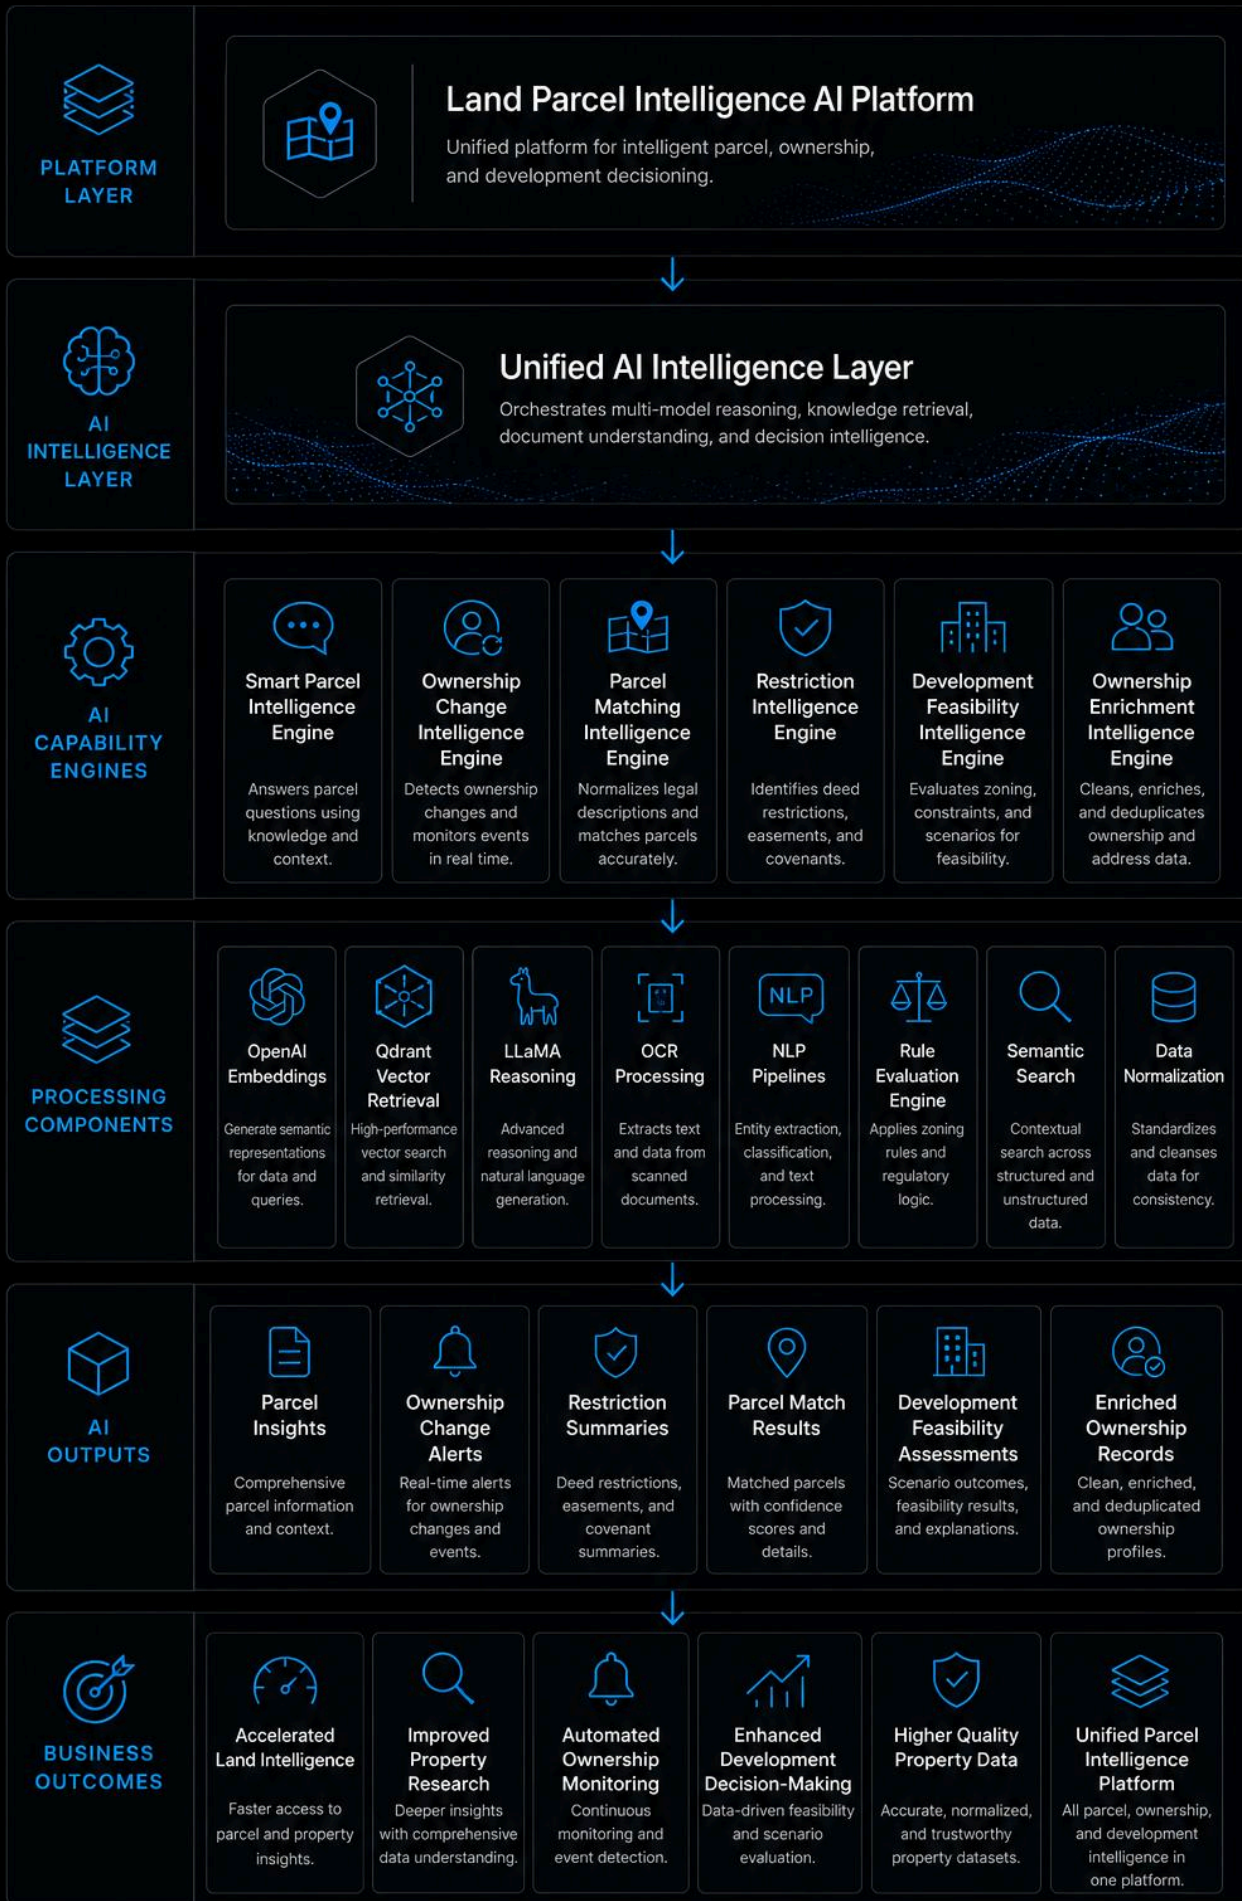 PLATFORM
LAYER
Land Parcel Intelligence AI Platform
Unified platform for intelligent parcel, ownership,
and development decisioning.
AI
INTELLIGENCE
LAYER
Unified AI Intelligence Layer
Orchestrates multi-model reasoning, knowledge retrieval,
document understanding, and decision intelligence.
AI
CAPABILITY
ENGINES
Smart Parcel
Intelligence
Engine
Answers parcel
questions using
knowledge and
context.
Ownership
Change
Intelligence
Engine
Detects ownership
changes and
monitors events
in real time.
Parcel
Matching
Intelligence
Engine
Normalizes legal
descriptions and
matches parcels
accurately.
Restriction
Intelligence
Engine
Identifies deed
restrictions,
easements, and
covenants.
Development
Feasibility
Intelligence
Engine
Evaluates zoning,
constraints, and
scenarios for
feasibility.
Ownership
Enrichment
Intelligence
Engine
Cleans, enriches,
and deduplicates
ownership and
address data.
PROCESSING
COMPONENTS
OpenAI
Embeddings
Generate semantic
representations
for data and
queries.
Qdrant
Vector
Retrieval
High-performance
vector search
and similarity
retrieval.
LLaMA
Reasoning
Advanced
reasoning and
natural language
generation.
OCR
Processing
Extracts text
and data from
scanned
documents.
NLP
NLP
Pipelines
Entity extraction,
classification,
and text
processing.
Rule
Evaluation
Engine
Applies zoning
rules and
regulatory
logic.
Semantic
Search
Contextual
search across
structured and
unstructured
data.
Data
Normalization
Standardizes
and cleanses
data for
consistency.
AI
OUTPUTS
Parcel
Insights
Comprehensive
parcel information
and context.
Ownership
Change
Alerts
Real-time alerts
for ownership
changes and
events.
Restriction
Summaries
Deed restrictions,
easements, and
covenant
summaries.
Parcel Match
Results
Matched parcels
with confidence
scores and
details.
Development
Feasibility
Assessments
Scenario outcomes,
feasibility results,
and explanations.
Enriched
Ownership
Records
Clean, enriched,
and deduplicated
ownership
profiles.
BUSINESS
OUTCOMES
Accelerated
Land Intelligence
Faster access to
parcel and property
insights.
Improved
Property
Research
Deeper insights
with comprehensive
data understanding.
Automated
Ownership
Monitoring
Continuous
monitoring and
event detection.
Enhanced
Development
Decision-Making
Data-driven feasibility
and scenario
evaluation.
Higher Quality
Property Data
Accurate, normalized,
and trustworthy
property datasets.
Unified Parcel
Intelligence
Platform
All parcel, ownership,
and development
intelligence in
one platform.